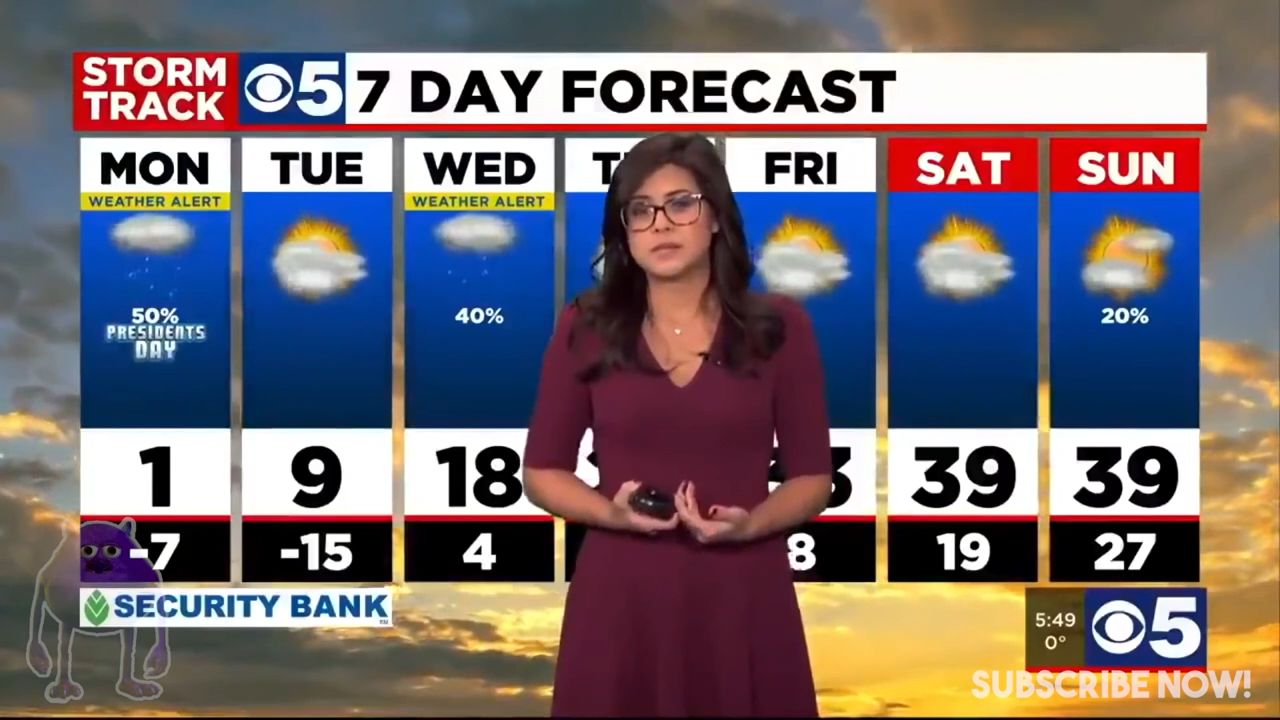 STORM
TRACK
5 7 DAY FORECAST
MON TUE WED FRI SAT SUN
WEATHER ALERT WEATHER ALERT
50% 40% 20%
PRESIDENTS
DAY
1 9 18 39 39
-7 -15 4 19 27
SECURITY BANK™
5:49
0°
5
SUBSCRIBE NOW!